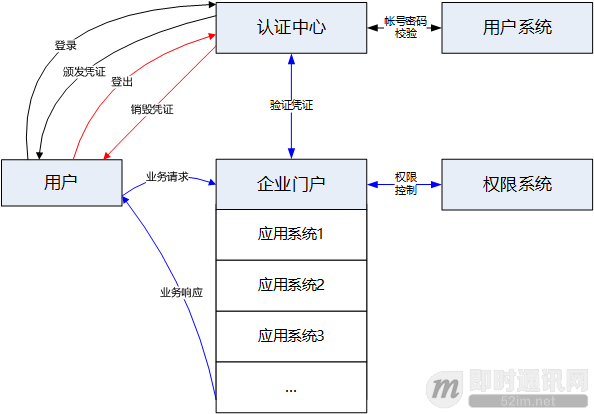 认证中心
帐号密码
校验
用户系统
登录
颁发凭证
登出
销毁凭证
验证凭证
用户
业务请求
企业门户
权限
控制
权限系统
应用系统1
应用系统2
业务响应
应用系统3
...
m
即时通讯网
52im.net